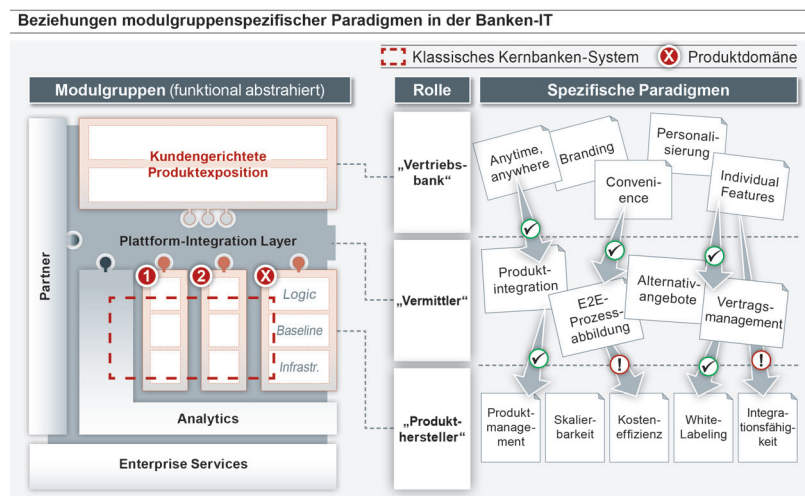 Beziehungen modulgruppenspezifischer Paradigmen in der Banken-IT
Klassisches Kernbanken-System
X Produktdomäne
Modulgruppen (funktional abstrahiert)
Rolle
Spezifische Paradigmen
Partner
Kundengerichtete
Produktexposition
Plattform-Integration Layer
1
2
X
Logic
Baseline
Infrastr.
Analytics
Enterprise Services
„Vertriebs-
bank“
„Vermittler“
„Produkt-
hersteller“
Anytime,
anywhere
Branding
Personali-
sierung
Conveni-
ence
Individual
Features
Produkt-
integration
E2E-
Prozess-
abbildung
Alternativ-
angebote
Vertrags-
management
!
!
Produkt-
manage-
ment
Skalier-
barkeit
Kosten-
effizienz
White-
Labeling
Integra-
tionsfähig-
keit